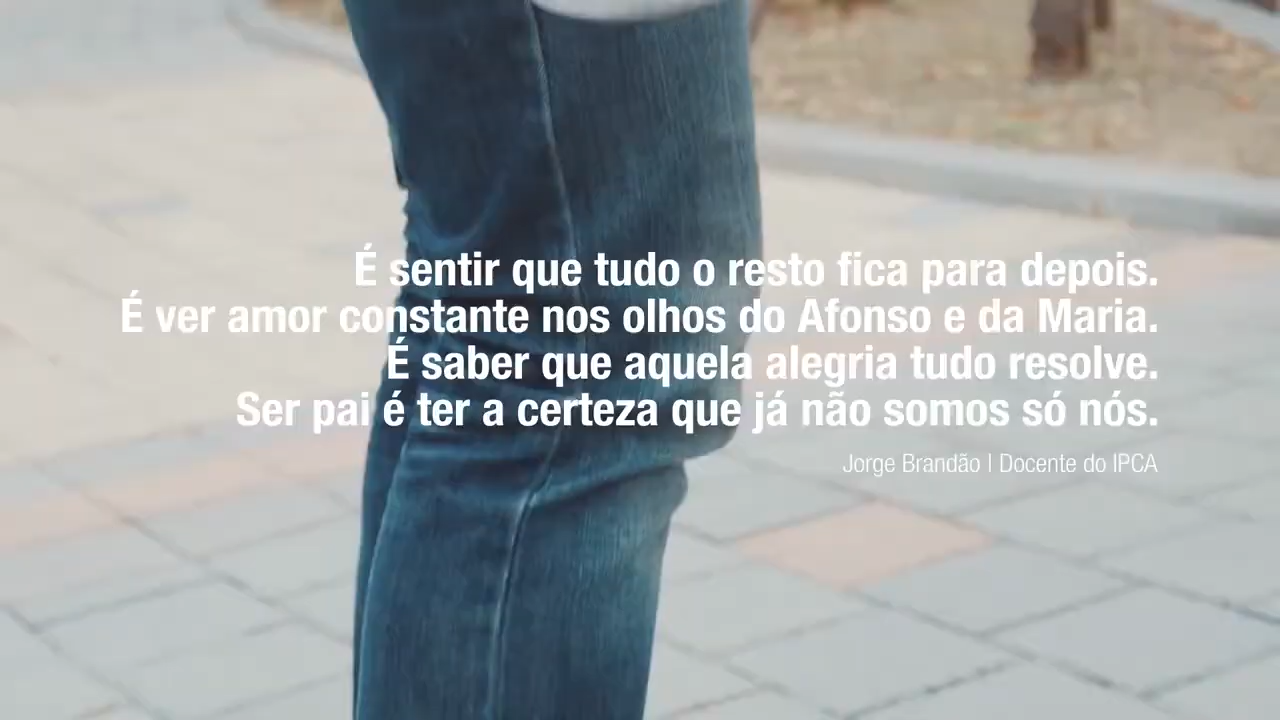 É sentir que tudo o resto fica para depois.
É ver amor constante nos olhos do Afonso e da Maria.
É saber que aquela alegria tudo resolve.
Ser pai é ter a certeza que já não somos só nós.
Jorge Brandão | Docente do IPCA